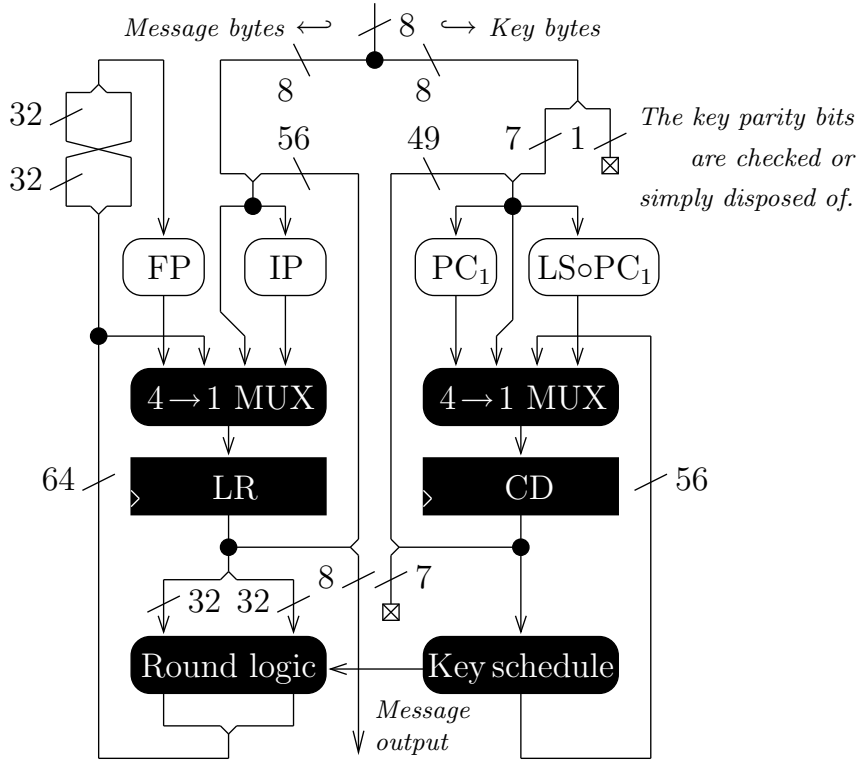 Message bytes ↩ 8 ↪ Key bytes
8 8
32 56 7 1 49 The key parity bits
32 are checked or
simply disposed of.
FP IP PC₁ LS∘PC₁
4→1 MUX 4→1 MUX
64 LR CD 56
32 32 8 7
Round logic Key schedule
Message
output